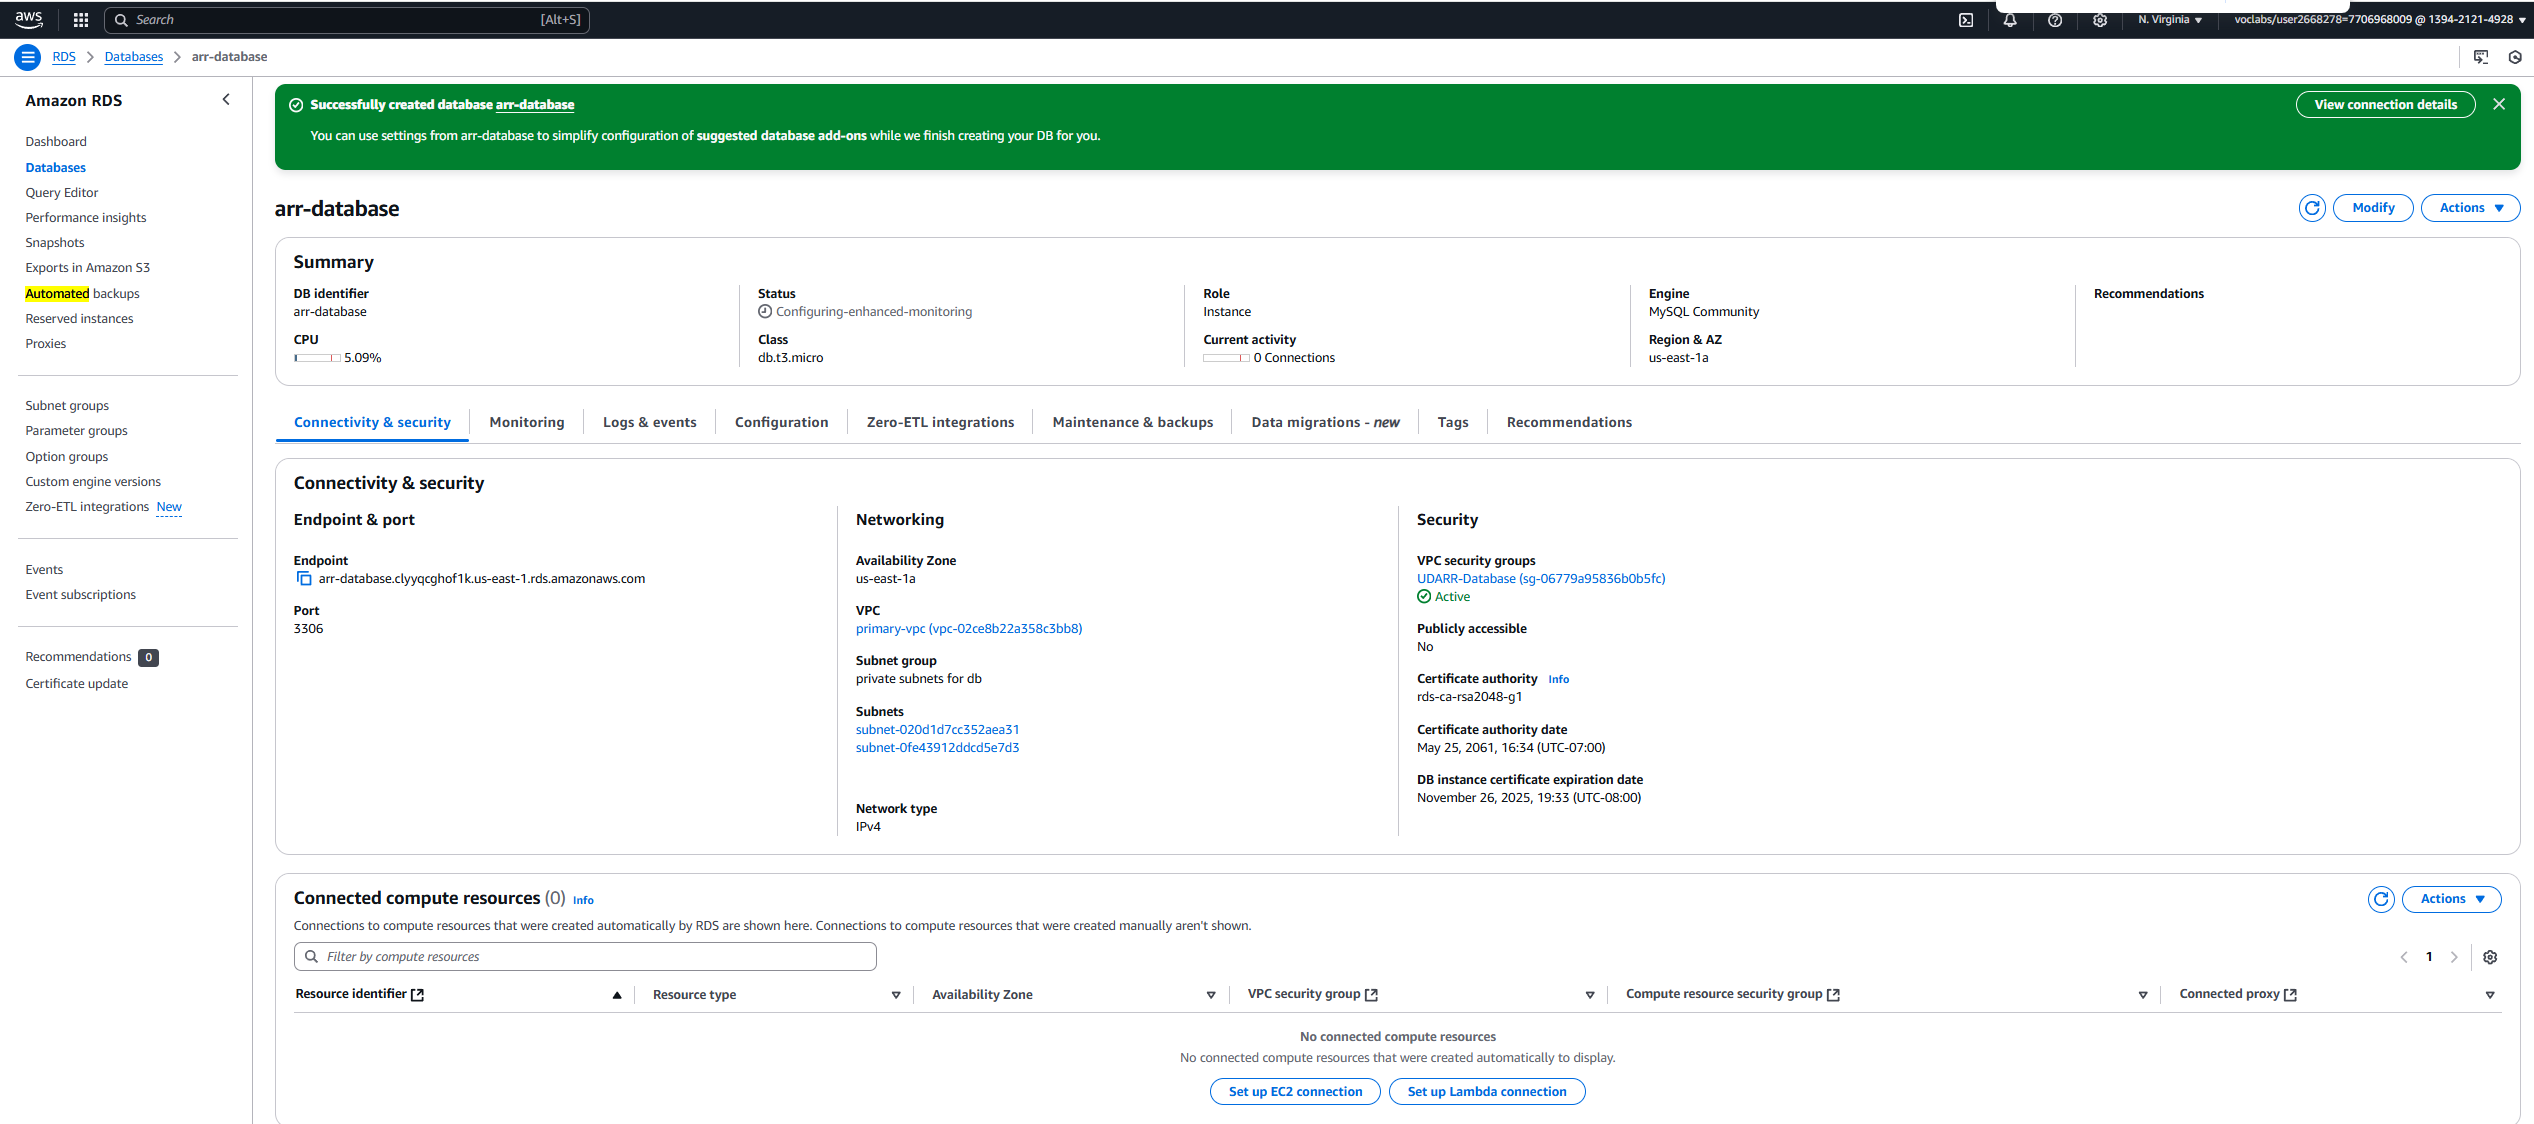 aws
Search [Alt+S]
N. Virginia
voclabs/user2668278=7706968009 @ 1394-2121-4928
RDS
Databases
arr-database
Amazon RDS
Dashboard
Databases
Query Editor
Performance insights
Snapshots
Exports in Amazon S3
Automated backups
Reserved instances
Proxies
Subnet groups
Parameter groups
Option groups
Custom engine versions
Zero-ETL integrations New
Events
Event subscriptions
Recommendations 0
Certificate update
Successfully created database arr-database
You can use settings from arr-database to simplify configuration of suggested database add-ons while we finish creating your DB for you.
View connection details
arr-database
Modify
Actions
Summary
DB identifier
arr-database
CPU
5.09%
Status
Configuring-enhanced-monitoring
Class
db.t3.micro
Role
Instance
Current activity
0 Connections
Engine
MySQL Community
Region & AZ
us-east-1a
Recommendations
Connectivity & security
Monitoring
Logs & events
Configuration
Zero-ETL integrations
Maintenance & backups
Data migrations - new
Tags
Recommendations
Connectivity & security
Endpoint & port
Endpoint
arr-database.clyyqcghof1k.us-east-1.rds.amazonaws.com
Port
3306
Networking
Availability Zone
us-east-1a
VPC
primary-vpc (vpc-02ce8b22a358c3bb8)
Subnet group
private subnets for db
Subnets
subnet-020d1d7cc352aea31
subnet-0fe43912ddcd5e7d3
Network type
IPv4
Security
VPC security groups
UDARR-Database (sg-06779a95836b0b5fc)
Active
Publicly accessible
No
Certificate authority Info
rds-ca-rsa2048-g1
Certificate authority date
May 25, 2061, 16:34 (UTC-07:00)
DB instance certificate expiration date
November 26, 2025, 19:33 (UTC-08:00)
Connected compute resources (0) Info
Actions
Connections to compute resources that were created automatically by RDS are shown here. Connections to compute resources that were created manually aren't shown.
Filter by compute resources
1
Resource identifier
Resource type
Availability Zone
VPC security group
Compute resource security group
Connected proxy
No connected compute resources
No connected compute resources that were created automatically to display.
Set up EC2 connection
Set up Lambda connection